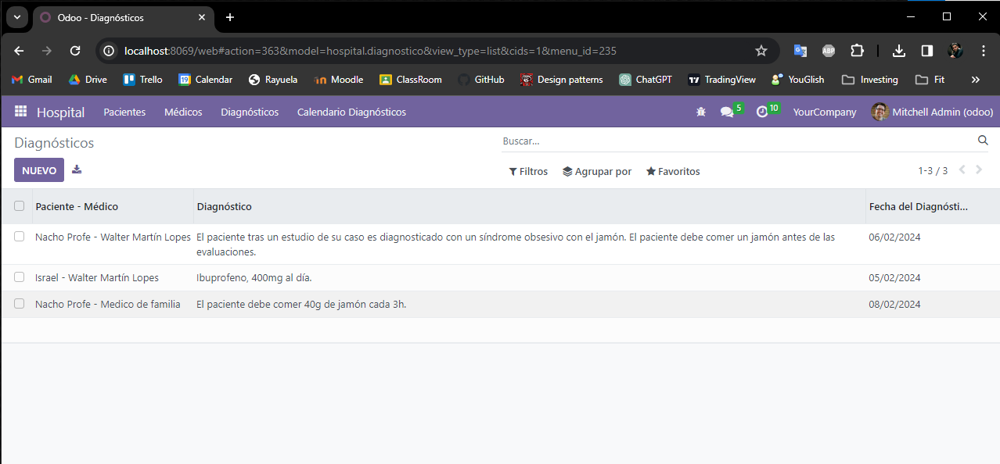 Odoo - Diagnósticos
localhost:8069/web#action=363&model=hospital.diagnostico&view_type=list&cids=1&menu_id=235
ABP
Gmail Drive Trello Calendar Rayuela Moodle ClassRoom GitHub Design patterns ChatGPT TradingView YouGlish Investing Fit
Hospital Pacientes Médicos Diagnósticos Calendario Diagnósticos 5 10 YourCompany Mitchell Admin (odoo)
Diagnósticos Buscar...
NUEVO Filtros Agrupar por Favoritos 1-3 / 3
Paciente - Médico Diagnóstico Fecha del Diagnósti...
Nacho Profe - Walter Martín Lopes El paciente tras un estudio de su caso es diagnosticado con un síndrome obsesivo con el jamón. El paciente debe comer un jamón antes de las 06/02/2024
evaluaciones.
Israel - Walter Martín Lopes Ibuprofeno, 400mg al día. 05/02/2024
Nacho Profe - Medico de familia El paciente debe comer 40g de jamón cada 3h. 08/02/2024